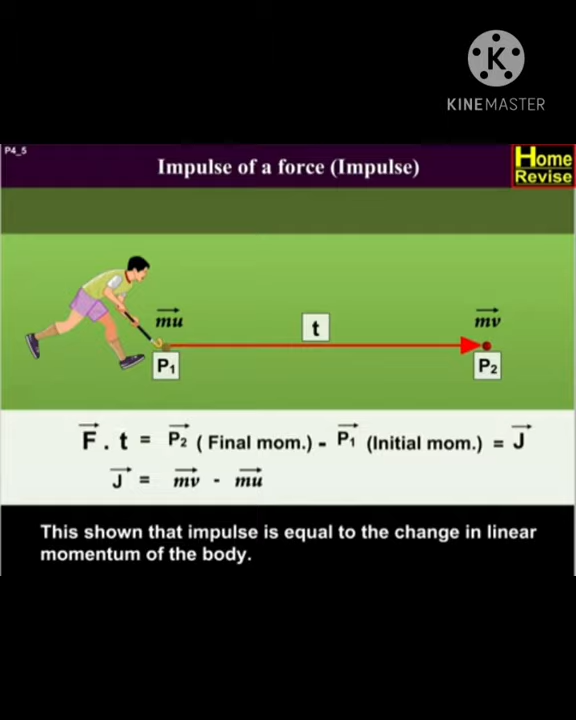 KINEMASTER
P4_5
Impulse of a force (Impulse)
Home
Revise
mu
t
mv
P₁
P₂
F . t = P₂ ( Final mom.) - P₁ (Initial mom.) = J
J = mv - mu
This shown that impulse is equal to the change in linear
momentum of the body.